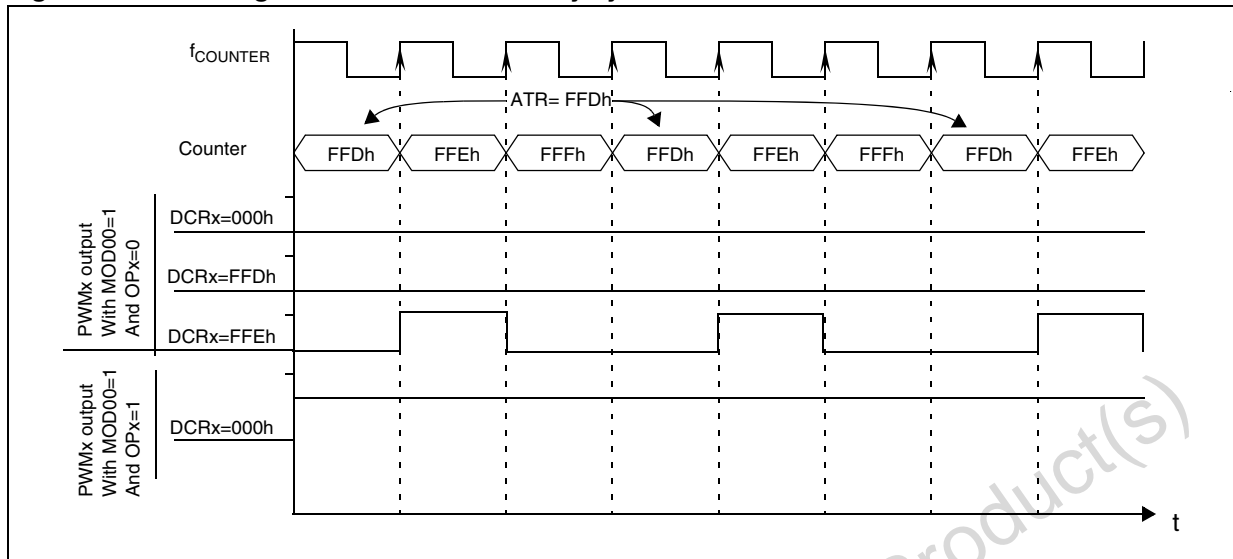 fCOUNTER
ATR= FFDh
Counter
FFDh FFEh FFFh FFDh FFEh FFFh FFDh FFEh
PWMx output
With MOD00=1
And OPx=0
DCRx=000h
DCRx=FFDh
DCRx=FFEh
PWMx output
With MOD00=1
And OPx=1
DCRx=000h
t